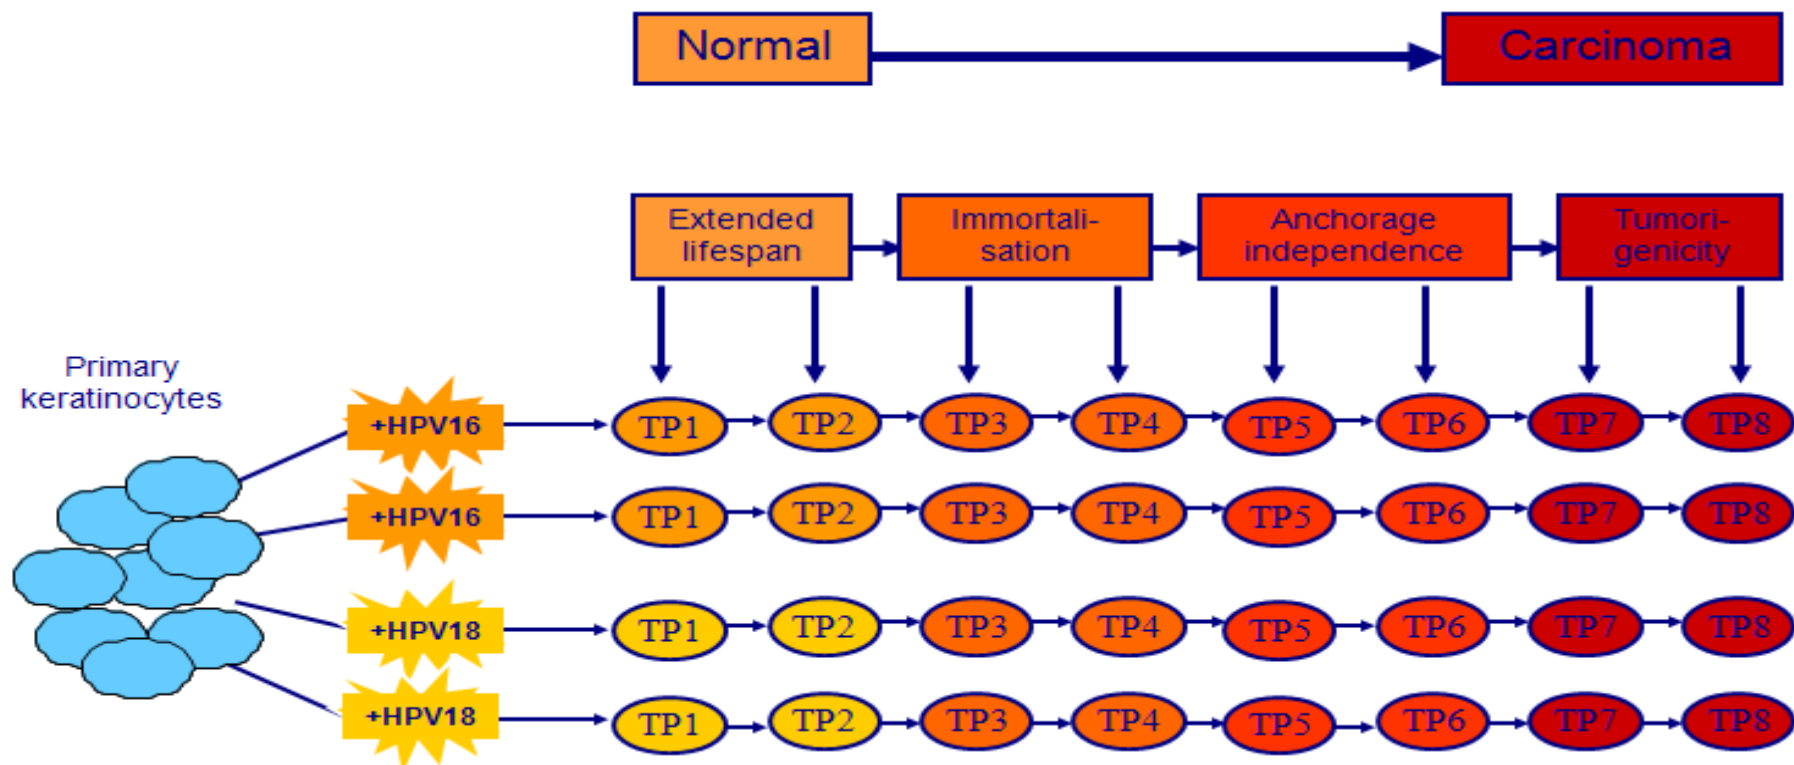 Normal
Carcinoma
Extended
lifespan
Immortali-
sation
Anchorage
independence
Tumori-
genicity
Primary
keratinocytes
+HPV16
TP1
TP2
TP3
TP4
TP5
TP6
TP7
TP8
+HPV16
TP1
TP2
TP3
TP4
TP5
TP6
TP7
TP8
+HPV18
TP1
TP2
TP3
TP4
TP5
TP6
TP7
TP8
+HPV18
TP1
TP2
TP3
TP4
TP5
TP6
TP7
TP8